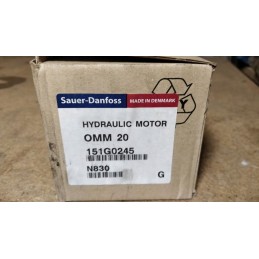 Sauer-Danfoss MADE IN DENMARK
HYDRAULIC MOTOR
OMM 20
151G0245
N830 G